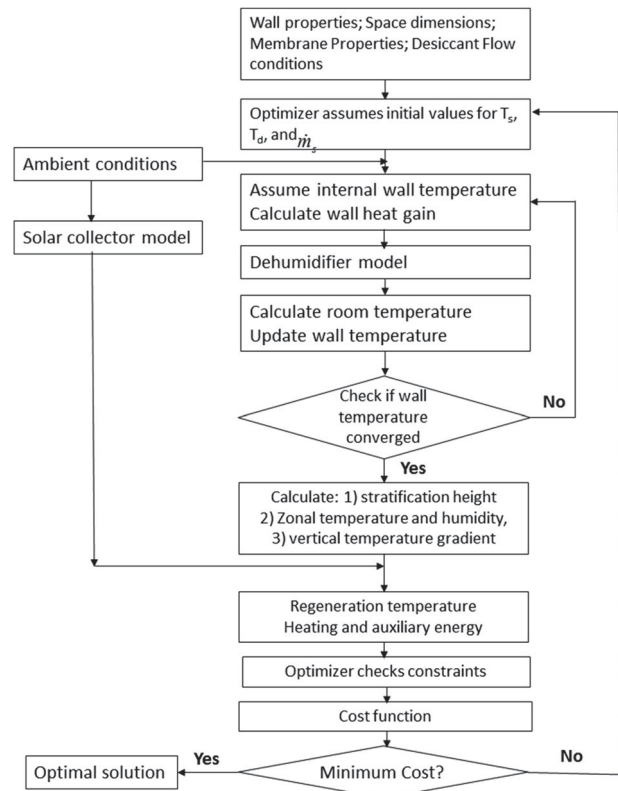 Wall properties; Space dimensions;
Membrane Properties; Desiccant Flow
conditions
Optimizer assumes initial values for Tₛ,
T_d, and ṁₛ
Ambient conditions
Assume internal wall temperature
Calculate wall heat gain
Solar collector model
Dehumidifier model
Calculate room temperature
Update wall temperature
Check if wall
temperature
converged
No
Yes
Calculate: 1) stratification height
2) Zonal temperature and humidity,
3) vertical temperature gradient
Regeneration temperature
Heating and auxiliary energy
Optimizer checks constraints
Cost function
Minimum Cost?
Yes
No
Optimal solution